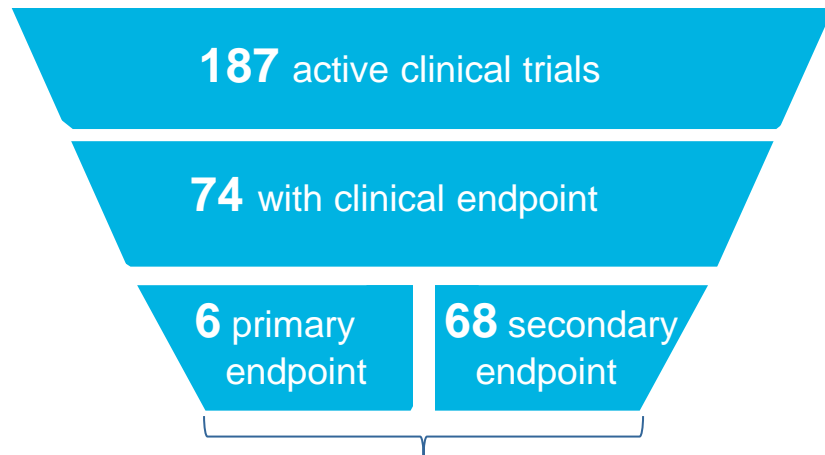 187 active clinical trials
74 with clinical endpoint
6 primary
endpoint
68 secondary
endpoint